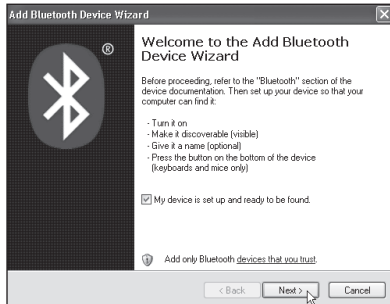 Add Bluetooth Device Wizard
®
Welcome to the Add Bluetooth
Device Wizard
Before proceeding, refer to the "Bluetooth" section of the
device documentation. Then set up your device so that your
computer can find it:
- Turn it on
- Make it discoverable (visible)
- Give it a name (optional)
- Press the button on the bottom of the device
(keyboards and mice only)
My device is set up and ready to be found.
Add only Bluetooth devices that you trust.
< Back Next > Cancel